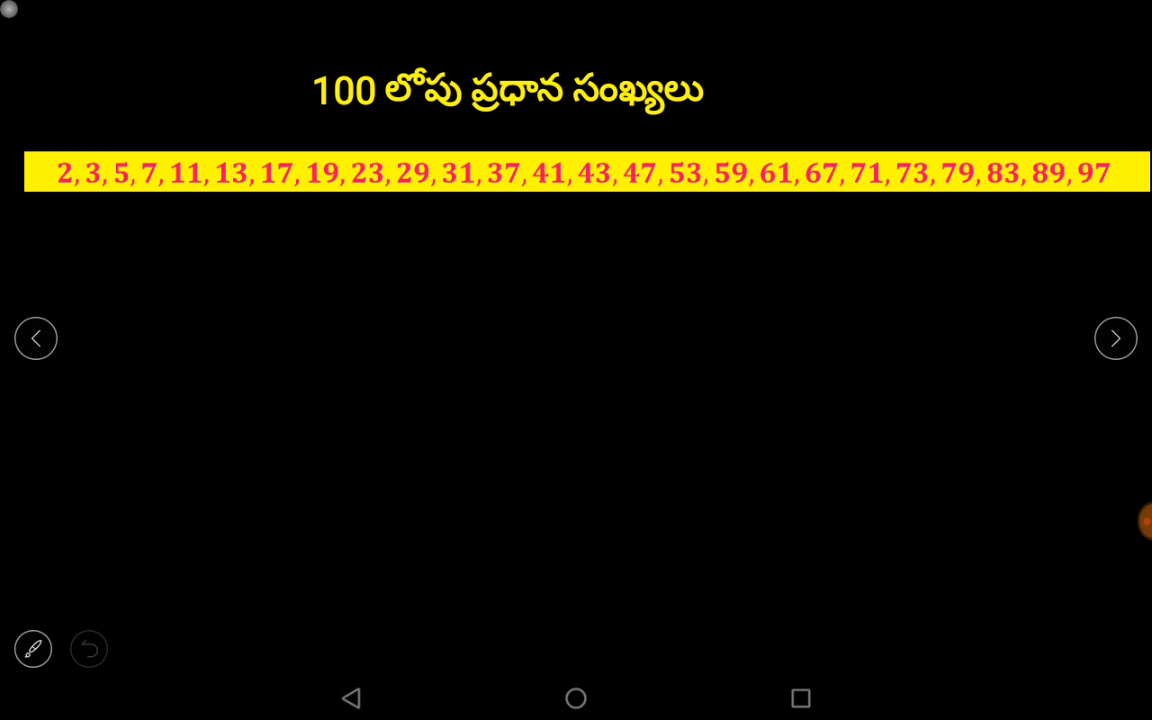 100 లోపు ప్రధాన సంఖ్యలు
2, 3, 5, 7, 11, 13, 17, 19, 23, 29, 31, 37, 41, 43, 47, 53, 59, 61, 67, 71, 73, 79, 83, 89, 97